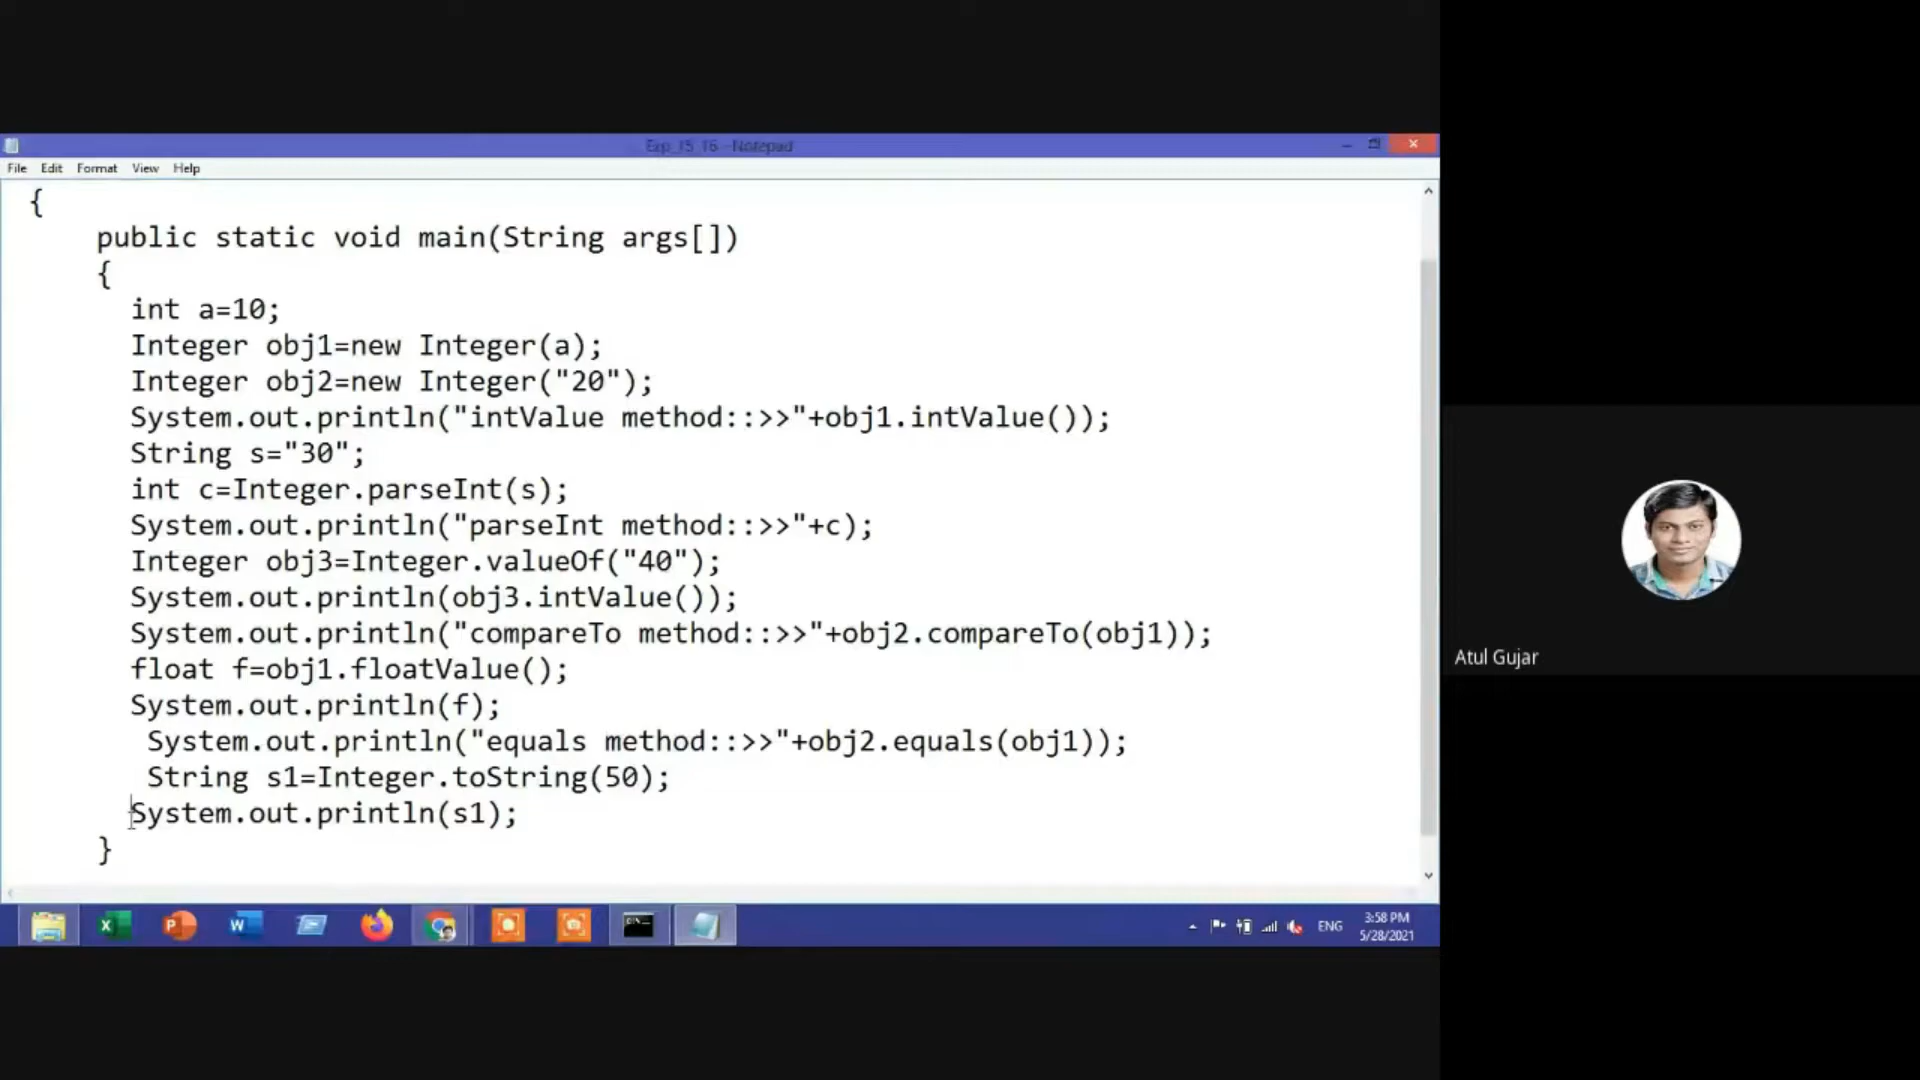 Exp_15_16 - Notepad
File Edit Format View Help
{
public static void main(String args[])
{
int a=10;
Integer obj1=new Integer(a);
Integer obj2=new Integer("20");
System.out.println("intValue method::>>"+obj1.intValue());
String s="30";
int c=Integer.parseInt(s);
System.out.println("parseInt method::>>"+c);
Integer obj3=Integer.valueOf("40");
System.out.println(obj3.intValue());
System.out.println("compareTo method::>>"+obj2.compareTo(obj1));
float f=obj1.floatValue();
System.out.println(f);
System.out.println("equals method::>>"+obj2.equals(obj1));
String s1=Integer.toString(50);
System.out.println(s1);
}
Atul Gujar
ENG
3:58 PM
5/28/2021